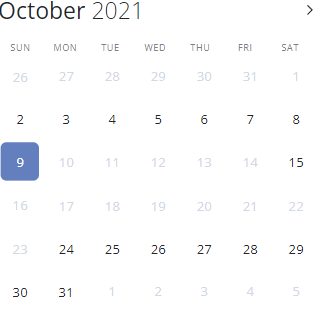 October 2021
SUN MON TUE WED THU FRI SAT
26 27 28 29 30 31 1
2 3 4 5 6 7 8
9 10 11 12 13 14 15
16 17 18 19 20 21 22
23 24 25 26 27 28 29
30 31 1 2 3 4 5